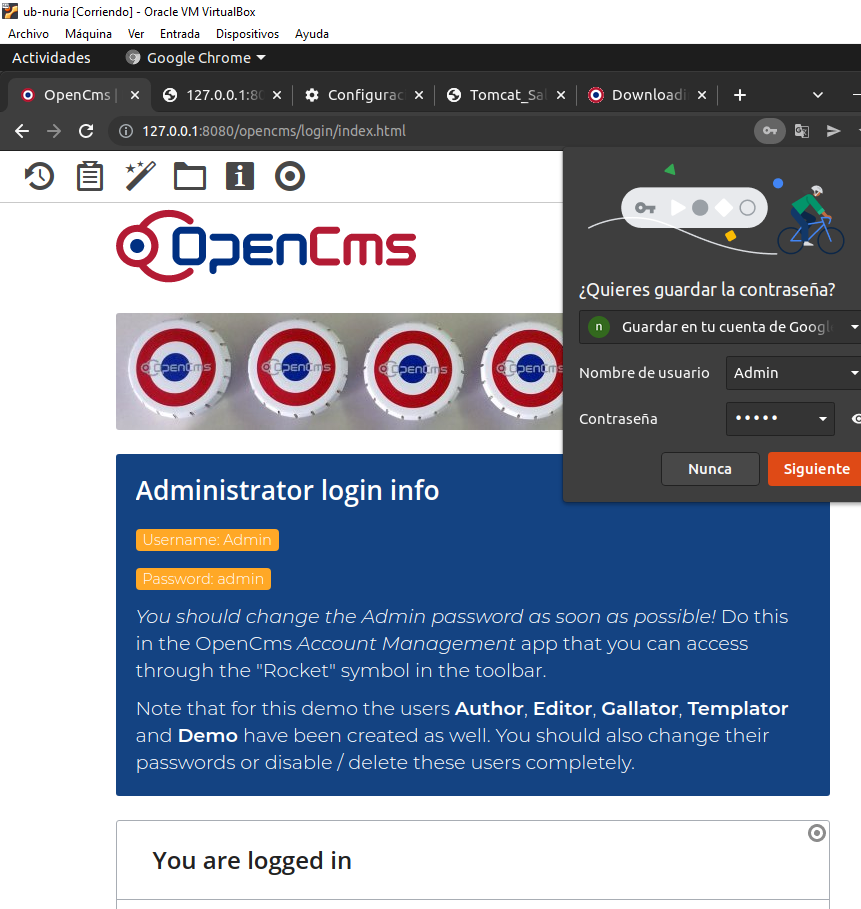 ub-nuria [Corriendo] - Oracle VM VirtualBox
Archivo Máquina Ver Entrada Dispositivos Ayuda
Actividades Google Chrome
OpenCms | 127.0.0.1:80 Configurac Tomcat_Sal Downloadi
127.0.0.1:8080/opencms/login/index.html
OpenCms
OpenCms OpenCms OpenCms OpenCms
¿Quieres guardar la contraseña?
n Guardar en tu cuenta de Googl
Nombre de usuario Admin
Contraseña •••••
Nunca Siguiente
Administrator login info
Username: Admin
Password: admin
You should change the Admin password as soon as possible! Do this
in the OpenCms Account Management app that you can access
through the "Rocket" symbol in the toolbar.
Note that for this demo the users Author, Editor, Gallator, Templator
and Demo have been created as well. You should also change their
passwords or disable / delete these users completely.
You are logged in